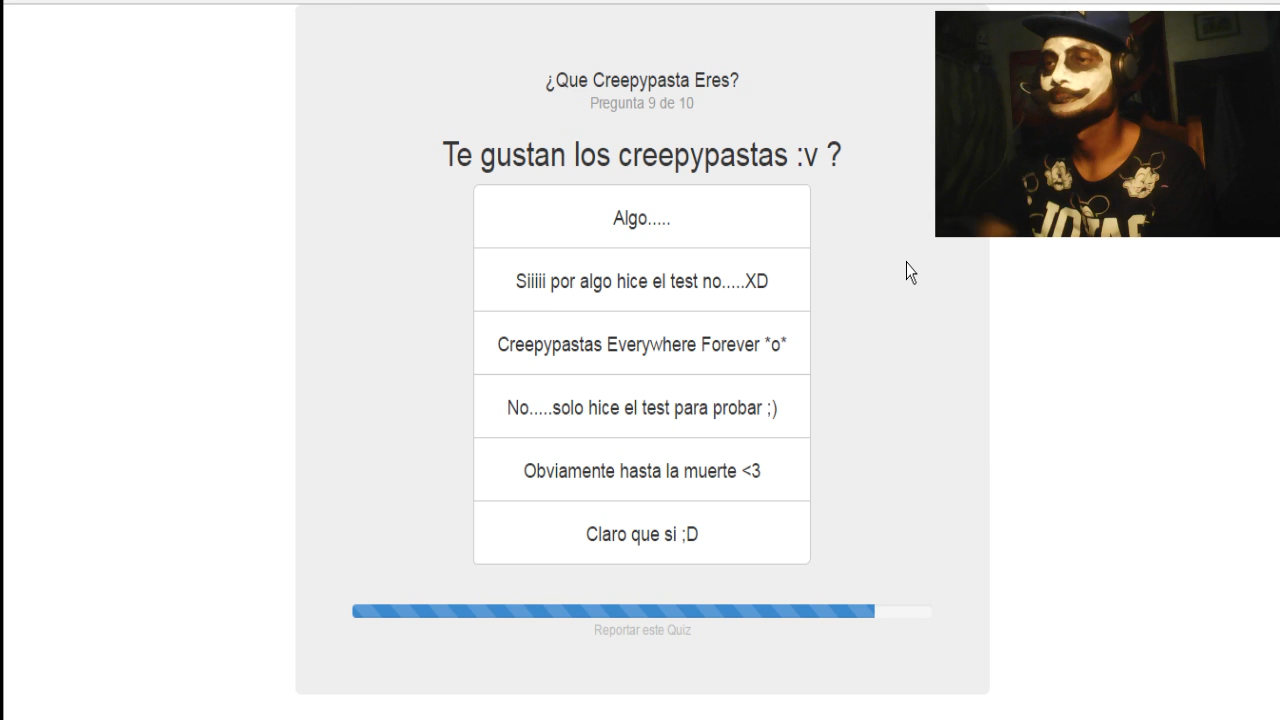 ¿Que Creepypasta Eres?
Pregunta 9 de 10
Te gustan los creepypastas :v ?
Algo.....
Siiiii por algo hice el test no.....XD
Creepypastas Everywhere Forever *o*
No.....solo hice el test para probar ;)
Obviamente hasta la muerte <3
Claro que si ;D
Reportar este Quiz